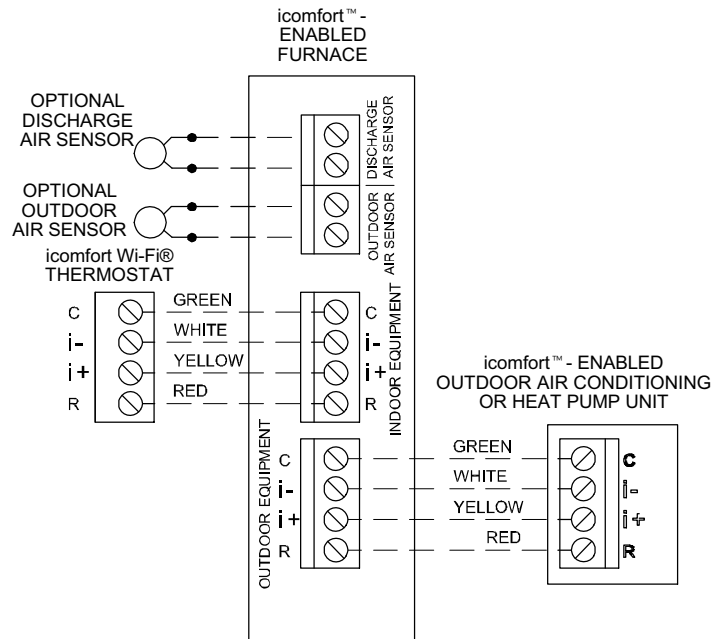 icomfort™-
ENABLED
FURNACE
OPTIONAL
DISCHARGE
AIR SENSOR
DISCHARGE
AIR SENSOR
OPTIONAL
OUTDOOR
AIR SENSOR
OUTDOOR
AIR SENSOR
icomfort Wi-Fi®
THERMOSTAT
C GREEN C
i- WHITE i-
i+ YELLOW i+
R RED R
INDOOR EQUIPMENT
icomfort™- ENABLED
OUTDOOR AIR CONDITIONING
OR HEAT PUMP UNIT
OUTDOOR EQUIPMENT
C GREEN C
i- WHITE i-
i+ YELLOW i+
R RED R